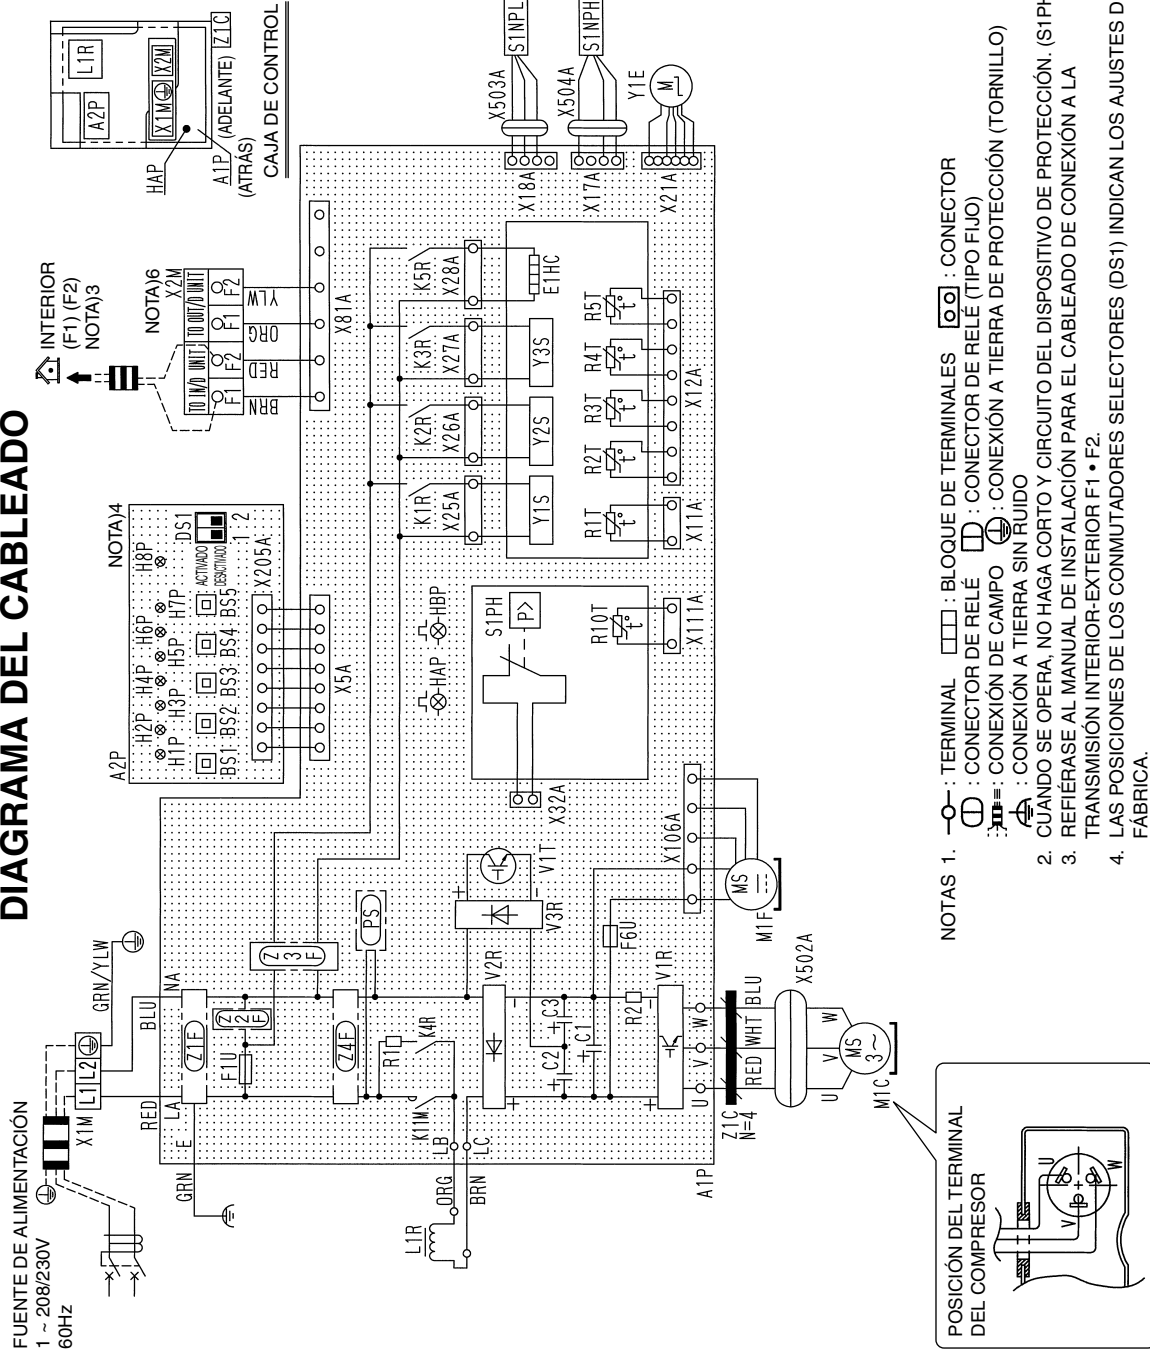 DIAGRAMA DEL CABLEADO
FUENTE DE ALIMENTACIÓN
1 ~ 208/230V
60Hz
X1M
L1 L2
GRN/YLW
RED
BLU
LA
NA
E
GRN
Z1F
F1U
Z2F
Z3F
Z4F
PS
R1
K4R
K11M
LB
LC
ORG
BRN
L1R
V2R
V3R
V1T
C2
C3
C1
R2
V1R
F6U
U V W
Z1C
N=4
RED WHT BLU
X502A
U V W
MS
3~
M1C
A1P
X106A
MS
M1F
A2P
NOTA)4
H1P H2P H3P H4P H5P H6P H7P H8P
BS1 BS2 BS3 BS4 BS5
DS1
ACTIVADO
DESACTIVADO
1 2
X205A
X5A
INTERIOR
(F1) (F2)
NOTA)3
NOTA)6
X2M
TO IN/D UNIT
TO OUT/D UNIT
F1 F2 F1 F2
BRN RED ORG YLW
X81A
HAP
HBP
K1R K2R K3R K5R
X25A X26A X27A X28A
Y1S Y2S Y3S E1HC
R1T R2T R3T R4T R5T
X11A
X12A
S1PH
P>
X32A
R10T
X111A
X18A
X17A
X21A
X503A
X504A
S1NPL
S1NPH
Y1E
M
L1R
A2P
X1M
X2M
Z1C
HAP
A1P
(ATRÁS)
(ADELANTE)
CAJA DE CONTROL
POSICIÓN DEL TERMINAL
DEL COMPRESOR
U
V
W
NOTAS 1. : TERMINAL : BLOQUE DE TERMINALES : CONECTOR
: CONECTOR DE RELÉ : CONECTOR DE RELÉ (TIPO FIJO)
: CONEXIÓN DE CAMPO : CONEXIÓN A TIERRA DE PROTECCIÓN (TORNILLO)
: CONEXIÓN A TIERRA SIN RUIDO
2. CUANDO SE OPERA, NO HAGA CORTO Y CIRCUITO DEL DISPOSITIVO DE PROTECCIÓN. (S1PH
3. REFIÉRASE AL MANUAL DE INSTALACIÓN PARA EL CABLEADO DE CONEXIÓN A LA
TRANSMISIÓN INTERIOR-EXTERIOR F1 • F2.
4. LAS POSICIONES DE LOS CONMUTADORES SELECTORES (DS1) INDICAN LOS AJUSTES D
FÁBRICA.